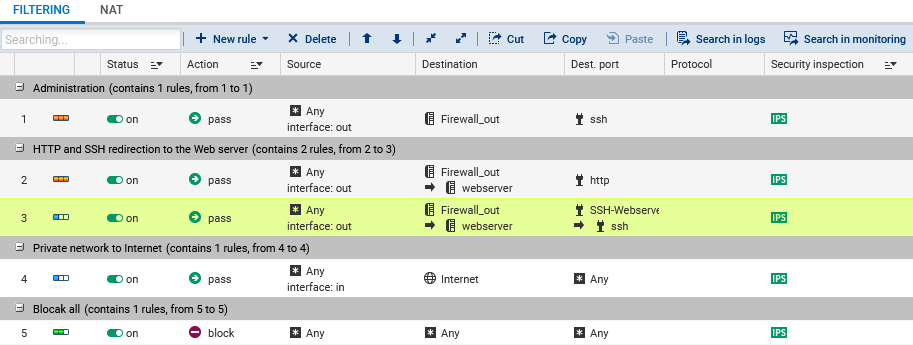 FILTERING NAT
Searching... New rule Delete Cut Copy Paste Search in logs Search in monitoring
Status Action Source Destination Dest. port Protocol Security inspection
Administration (contains 1 rules, from 1 to 1)
1 on pass Any Firewall_out ssh IPS
interface: out
HTTP and SSH redirection to the Web server (contains 2 rules, from 2 to 3)
2 on pass Any Firewall_out http IPS
interface: out webserver
3 on pass Any Firewall_out SSH-Webserve IPS
interface: out webserver ssh
Private network to Internet (contains 1 rules, from 4 to 4)
4 on pass Any Internet Any IPS
interface: in
Blocak all (contains 1 rules, from 5 to 5)
5 on block Any Any Any IPS